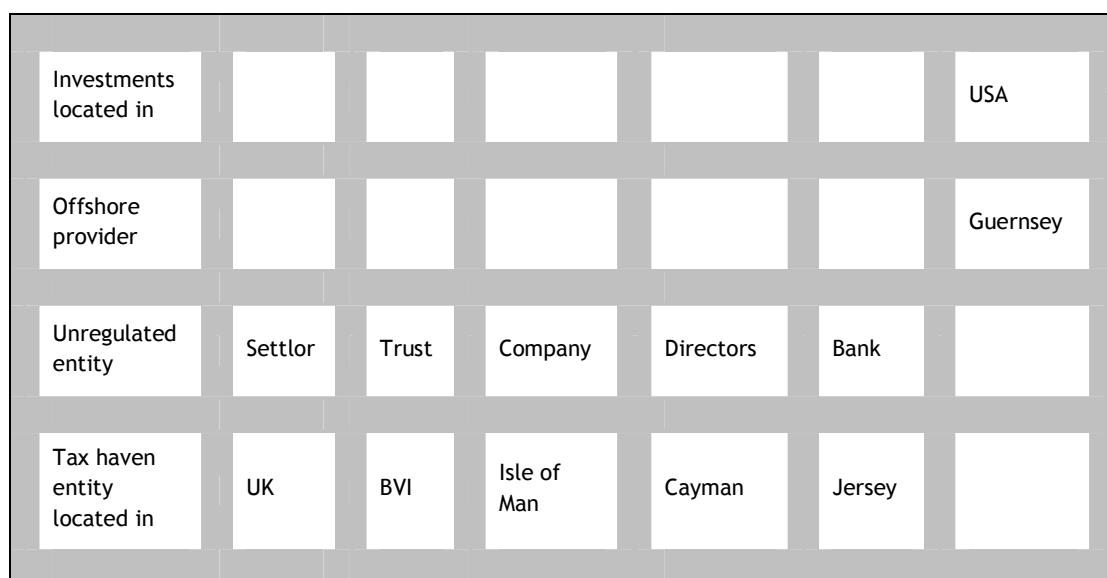 Investments
located in
USA
Offshore
provider
Guernsey
Unregulated
entity
Settlor
Trust
Company
Directors
Bank
Tax haven
entity
located in
UK
BVI
Isle of
Man
Cayman
Jersey